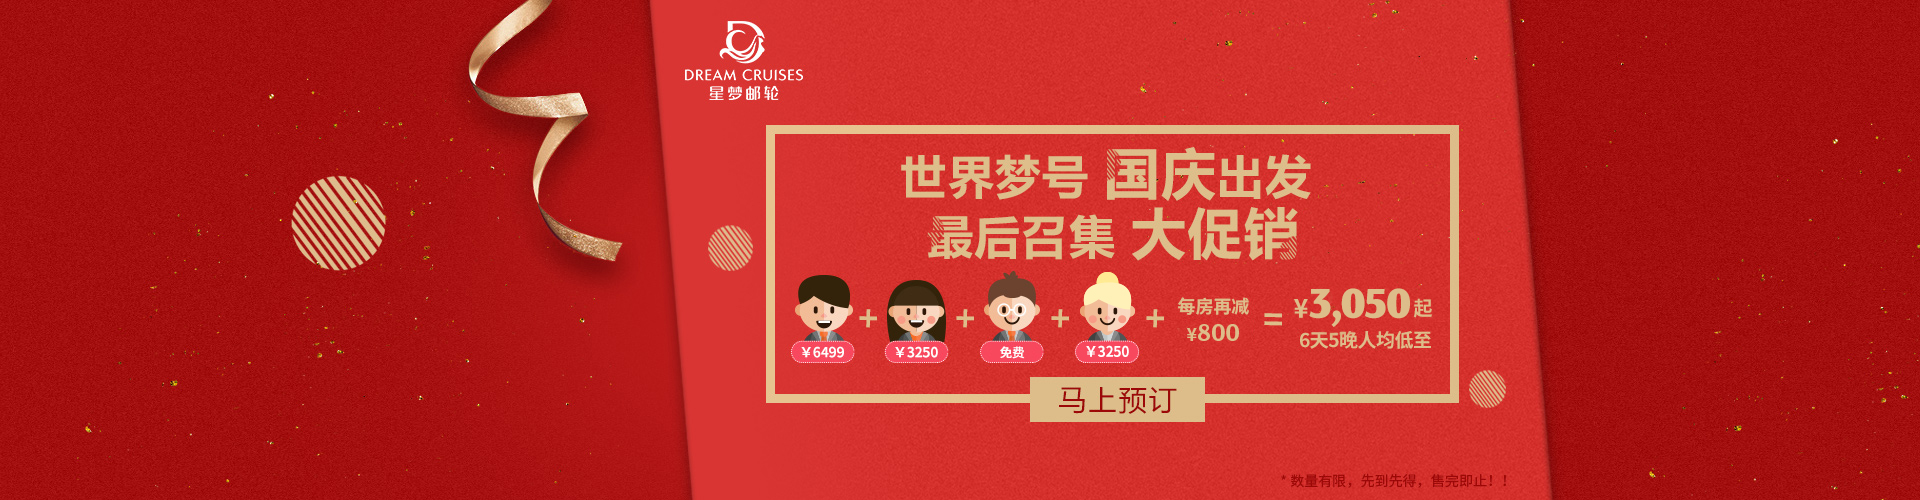 DREAM CRUISES
星梦邮轮
世界梦号 国庆出发
最后召集 大促销
+ + + + 每房再减 = ¥3,050起
¥800
6天5晚人均低至
¥6499 ¥3250 免费 ¥3250
马上预订
* 数量有限，先到先得，售完即止！！